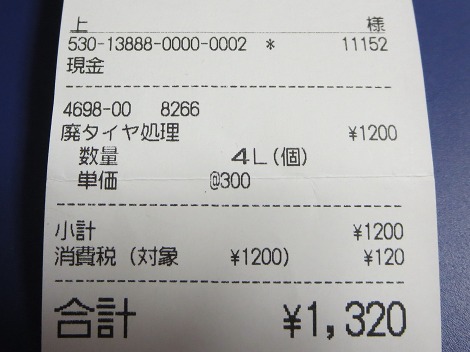 上 様
530-13888-0000-0002 * 11152
現金
4698-00 8266
廃タイヤ処理 ¥1200
数量 4L(個)
単価 @300
小計 ¥1200
消費税(対象 ¥1200) ¥120
合計 ¥1,320